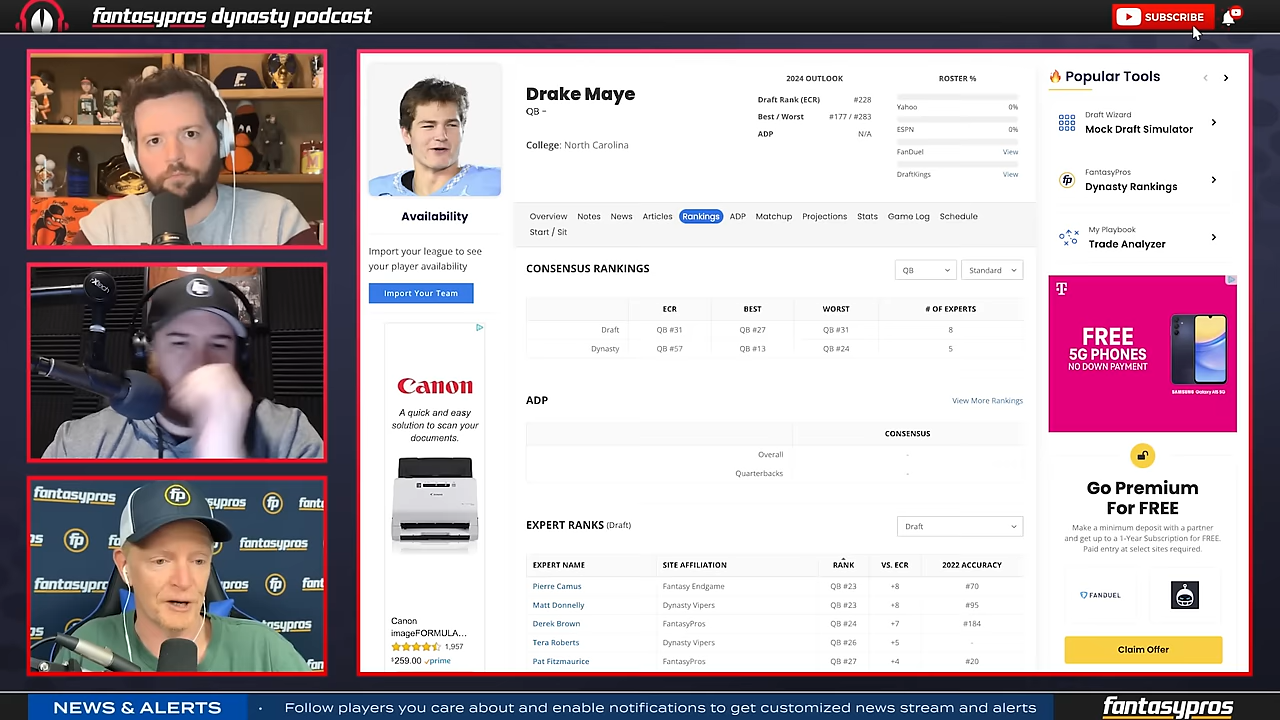 fantasypros dynasty podcast
SUBSCRIBE
Drake Maye
QB -
College: North Carolina
2024 OUTLOOK
Draft Rank (ECR) #228
Best / Worst #177 / #283
ADP N/A
ROSTER %
Yahoo 0%
ESPN 0%
FanDuel View
DraftKings View
Availability
Import your league to see
your player availability
Import Your Team
Canon
A quick and easy
solution to scan your
documents.
Canon
imageFORMULA...
1,957
$259.00 prime
Overview Notes News Articles Rankings ADP Matchup Projections Stats Game Log Schedule
Start / Sit
CONSENSUS RANKINGS
QB Standard
ECR BEST WORST # OF EXPERTS
Draft QB #31 QB #27 QB #31 8
Dynasty QB #57 QB #13 QB #24 5
ADP
View More Rankings
CONSENSUS
Overall -
Quarterbacks -
EXPERT RANKS (Draft)
Draft
EXPERT NAME SITE AFFILIATION RANK VS. ECR 2022 ACCURACY
Pierre Camus Fantasy Endgame QB #23 +8 #70
Matt Donnelly Dynasty Vipers QB #23 +8 #95
Derek Brown FantasyPros QB #24 +7 #184
Tera Roberts Dynasty Vipers QB #26 +5 -
Pat Fitzmaurice FantasyPros QB #27 +4 #20
Popular Tools
Draft Wizard
Mock Draft Simulator
fp
FantasyPros
Dynasty Rankings
My Playbook
Trade Analyzer
T
FREE
5G PHONES
NO DOWN PAYMENT
SAMSUNG Galaxy A15 5G
Go Premium
For FREE
Make a minimum deposit with a partner
and get up to a 1-Year Subscription for FREE.
Paid entry at select sites required.
FANDUEL
Claim Offer
fp
fantasypros
fp
fantasypros
fantasypros
NEWS & ALERTS
· Follow players you care about and enable notifications to get customized news stream and alerts
fantasypros